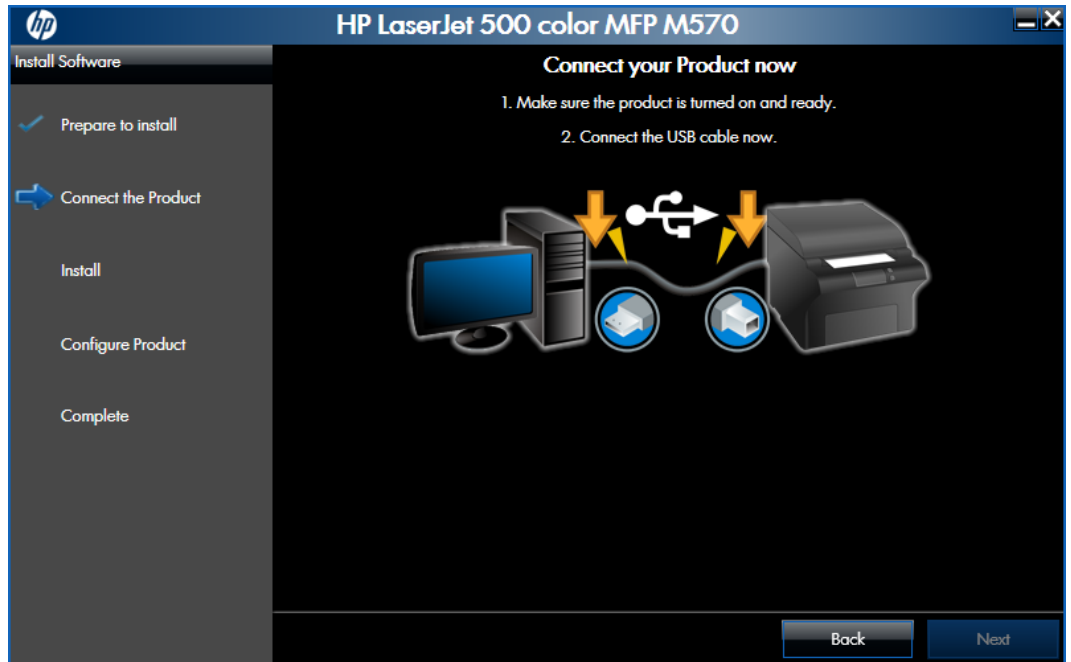 hp
HP LaserJet 500 color MFP M570
Install Software
Prepare to install
Connect the Product
Install
Configure Product
Complete
Connect your Product now
1. Make sure the product is turned on and ready.
2. Connect the USB cable now.
Back
Next